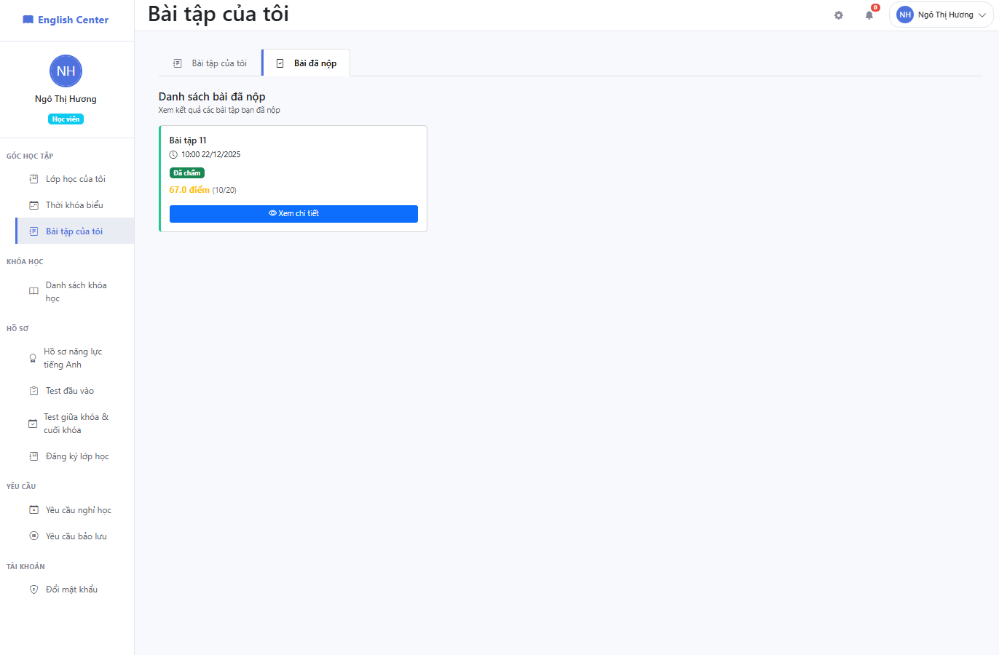 English Center
Bài tập của tôi
0
NH
Ngô Thị Hương
NH
Ngô Thị Hương
Học viên
GÓC HỌC TẬP
Lớp học của tôi
Thời khóa biểu
Bài tập của tôi
KHÓA HỌC
Danh sách khóa
học
HỒ SƠ
Hồ sơ năng lực
tiếng Anh
Test đầu vào
Test giữa khóa &
cuối khóa
Đăng ký lớp học
YÊU CẦU
Yêu cầu nghỉ học
Yêu cầu bảo lưu
TÀI KHOẢN
Đổi mật khẩu
Bài tập của tôi
Bài đã nộp
Danh sách bài đã nộp
Xem kết quả các bài tập bạn đã nộp
Bài tập 11
10:00 22/12/2025
Đã chấm
67.0 điểm (10/20)
Xem chi tiết